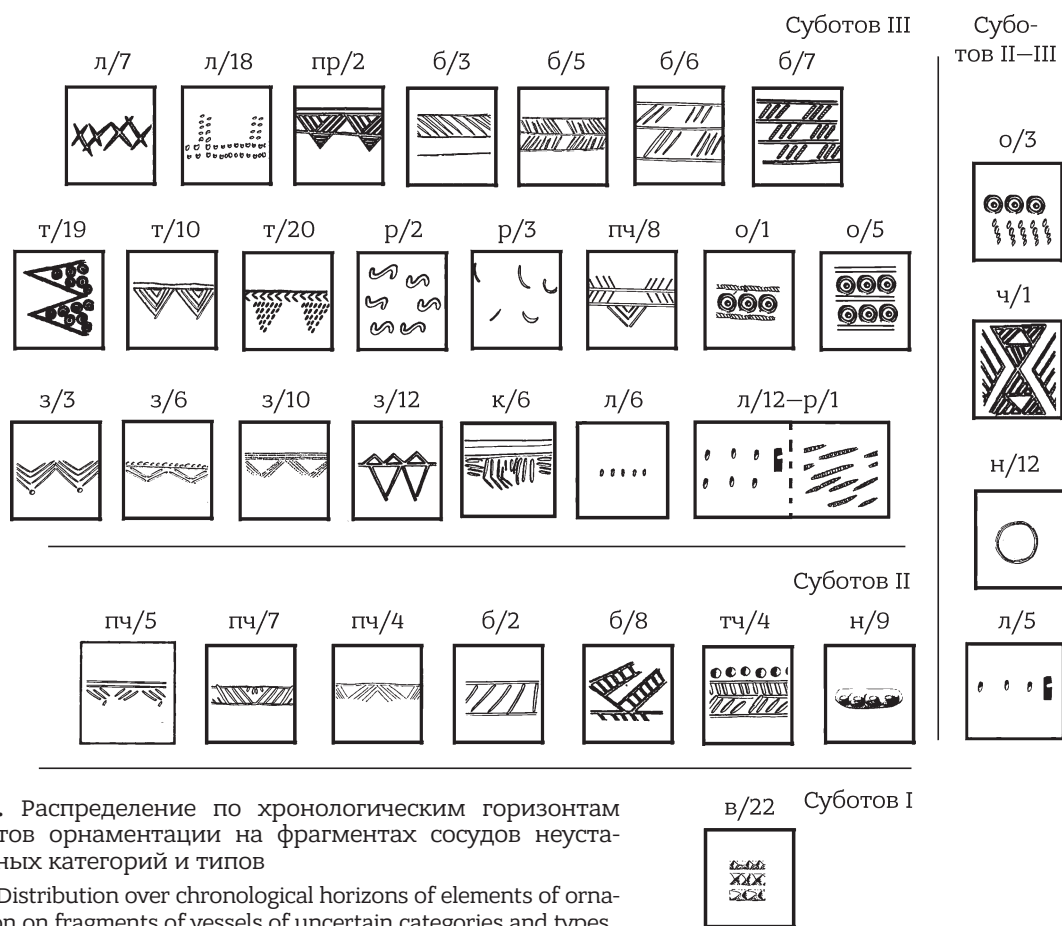 Суботов III
л/7 л/18 пр/2 б/3 б/5 б/6 б/7
т/19 т/10 т/20 р/2 р/3 пч/8 о/1 о/5
з/3 з/6 з/10 з/12 к/6 л/6 л/12—р/1
Суботов II
пч/5 пч/7 пч/4 б/2 б/8 тч/4 н/9
Субо-
тов II—III
о/3
ч/1
н/12
л/5
Суботов I
в/22
. Распределение по хронологическим горизонтам
тов орнаментации на фрагментах сосудов неуста-
ных категорий и типов
Distribution over chronological horizons of elements of orna-
on on fragments of vessels of uncertain categories and types